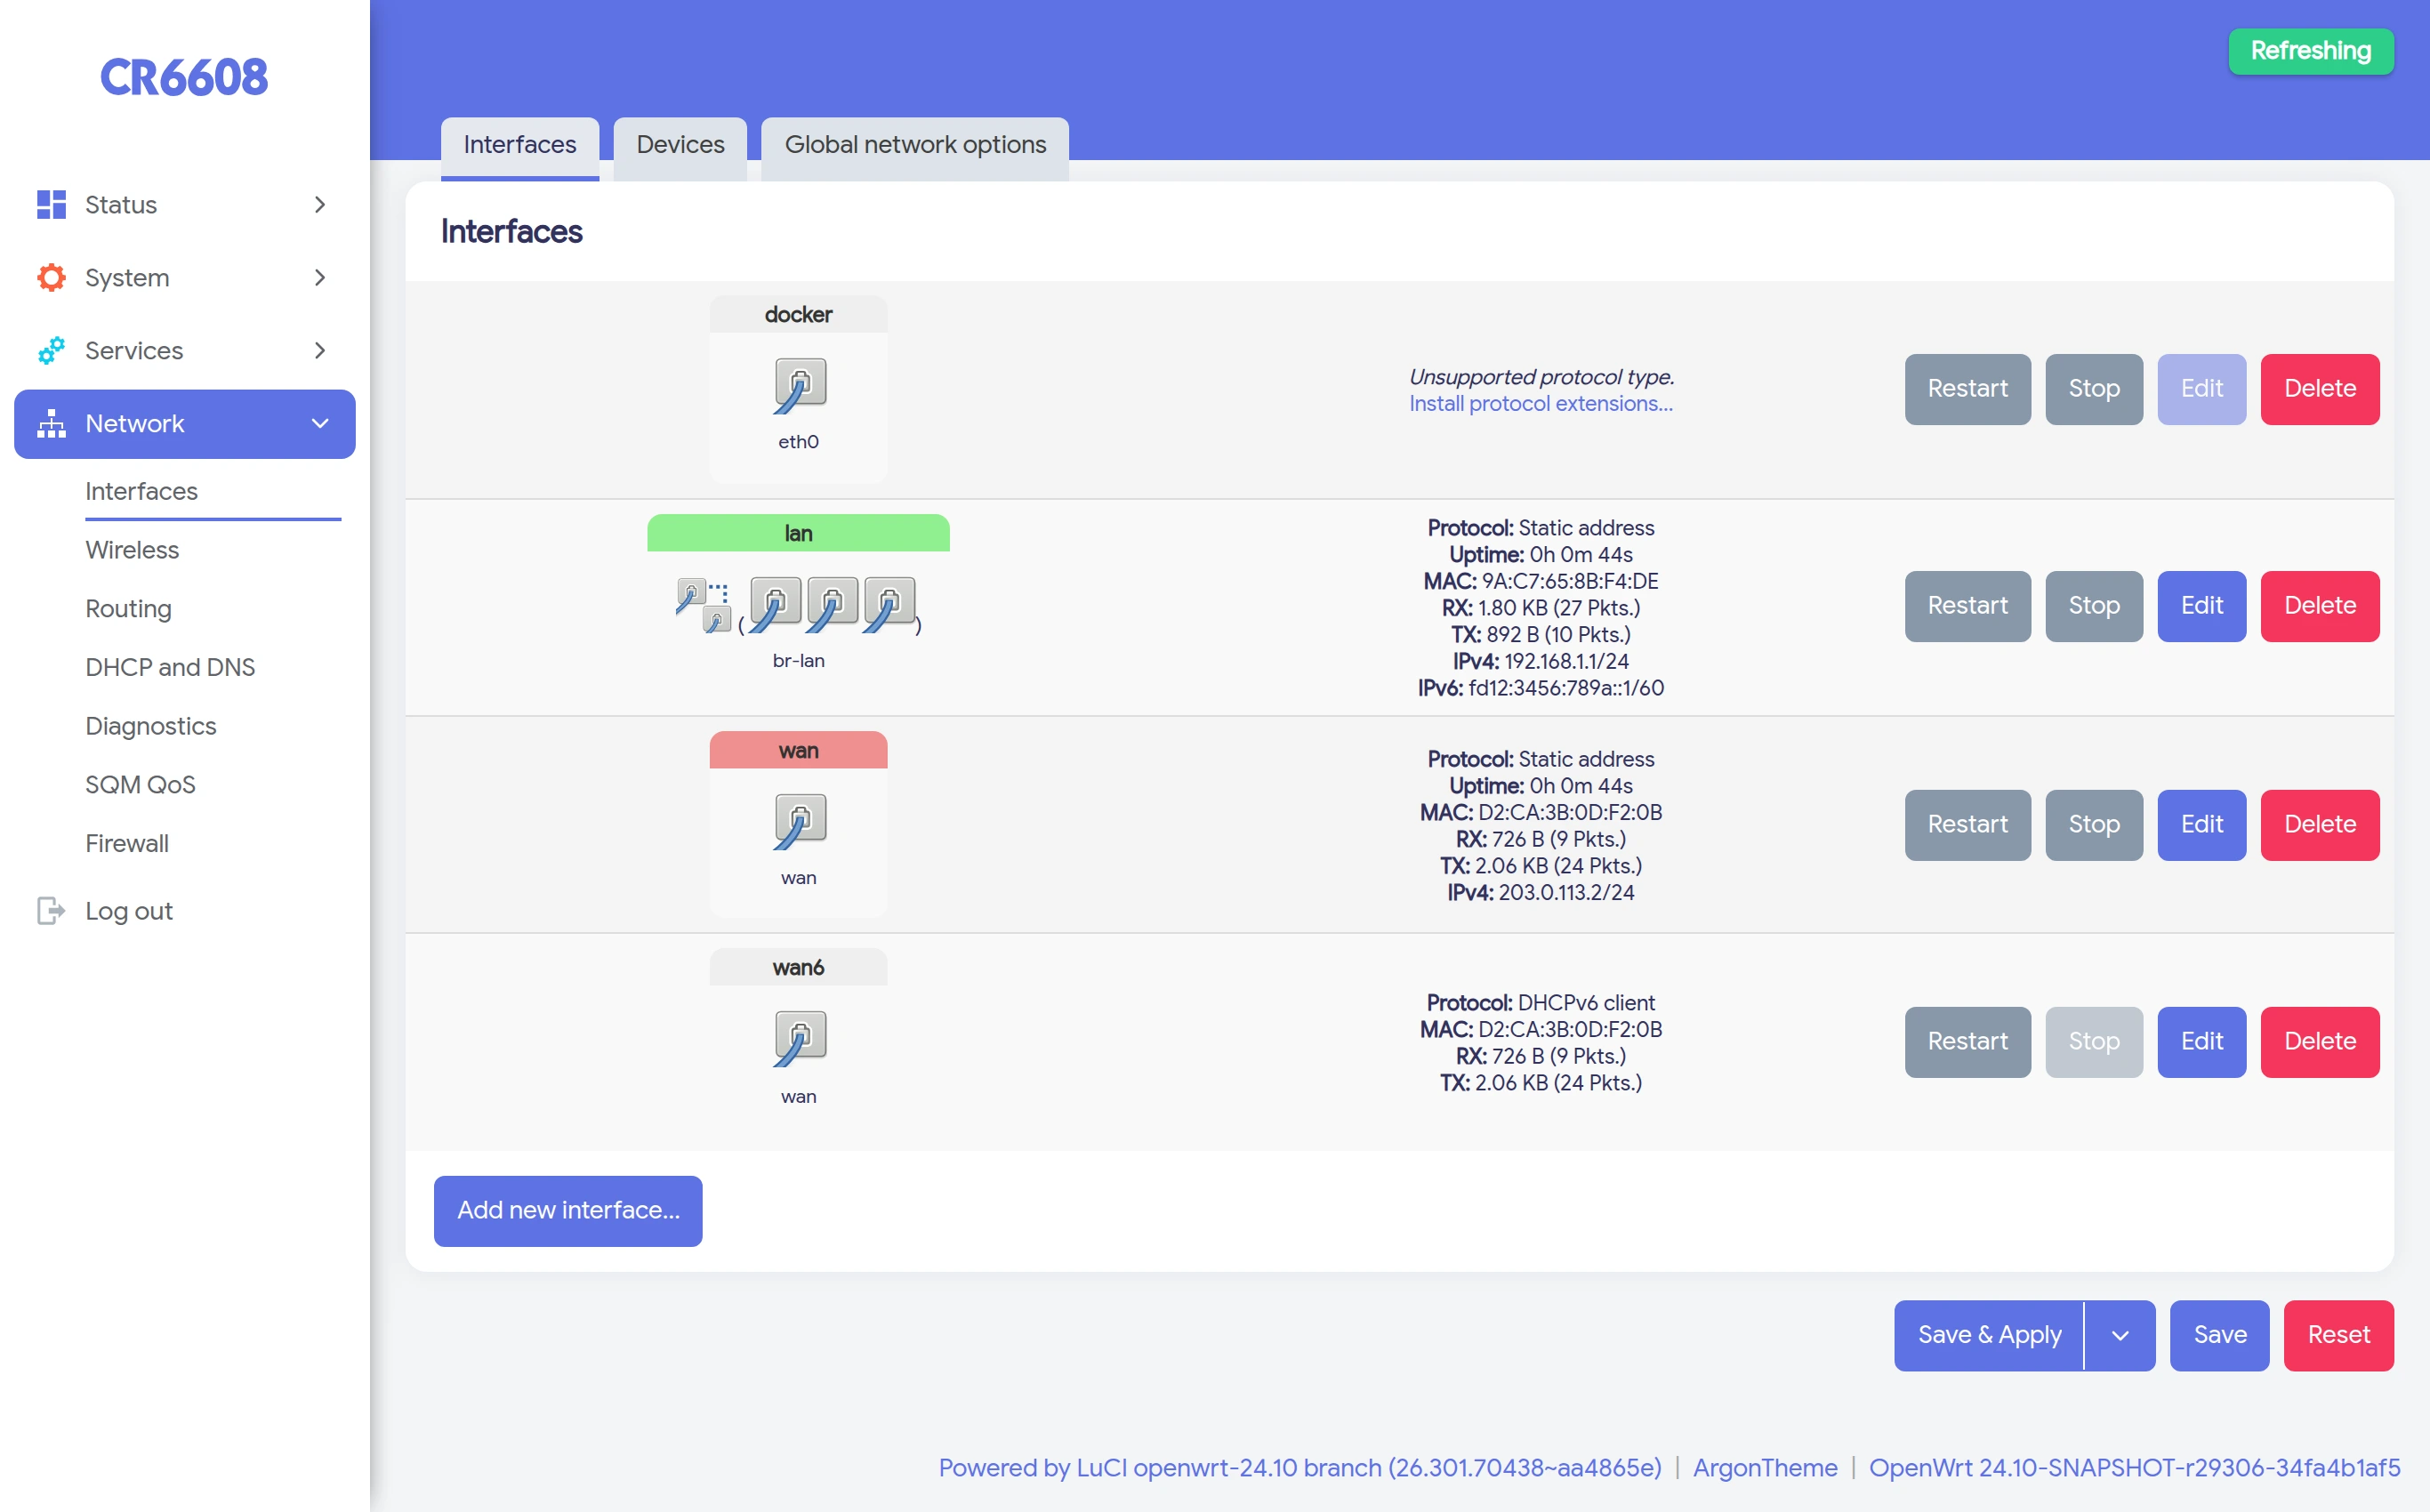 CR6608
Refreshing
Interfaces
Devices
Global network options
Status
System
Services
Network
Interfaces
Wireless
Routing
DHCP and DNS
Diagnostics
SQM QoS
Firewall
Log out
Interfaces
docker
eth0
Unsupported protocol type.
Install protocol extensions...
Restart
Stop
Edit
Delete
lan
( )
br-lan
Protocol: Static address
Uptime: 0h 0m 44s
MAC: 9A:C7:65:8B:F4:DE
RX: 1.80 KB (27 Pkts.)
TX: 892 B (10 Pkts.)
IPv4: 192.168.1.1/24
IPv6: fd12:3456:789a::1/60
Restart
Stop
Edit
Delete
wan
wan
Protocol: Static address
Uptime: 0h 0m 44s
MAC: D2:CA:3B:0D:F2:0B
RX: 726 B (9 Pkts.)
TX: 2.06 KB (24 Pkts.)
IPv4: 203.0.113.2/24
Restart
Stop
Edit
Delete
wan6
wan
Protocol: DHCPv6 client
MAC: D2:CA:3B:0D:F2:0B
RX: 726 B (9 Pkts.)
TX: 2.06 KB (24 Pkts.)
Restart
Stop
Edit
Delete
Add new interface...
Save & Apply
Save
Reset
Powered by LuCI openwrt-24.10 branch (26.301.70438~aa4865e) | ArgonTheme | OpenWrt 24.10-SNAPSHOT-r29306-34fa4b1af5